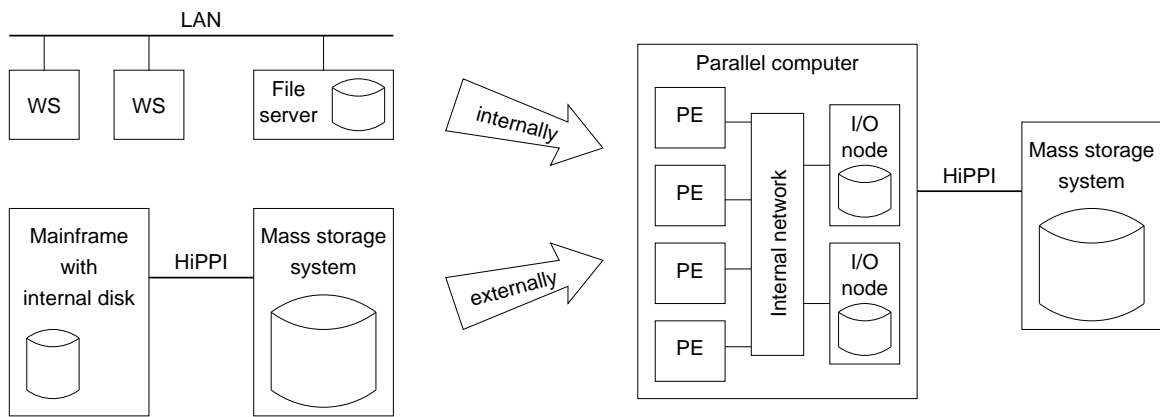 LAN
WS
WS
File
server
Mainframe
with
internal disk
HiPPI
Mass storage
system
internally
externally
Parallel computer
PE
PE
PE
PE
Internal network
I/O
node
I/O
node
HiPPI
Mass storage
system